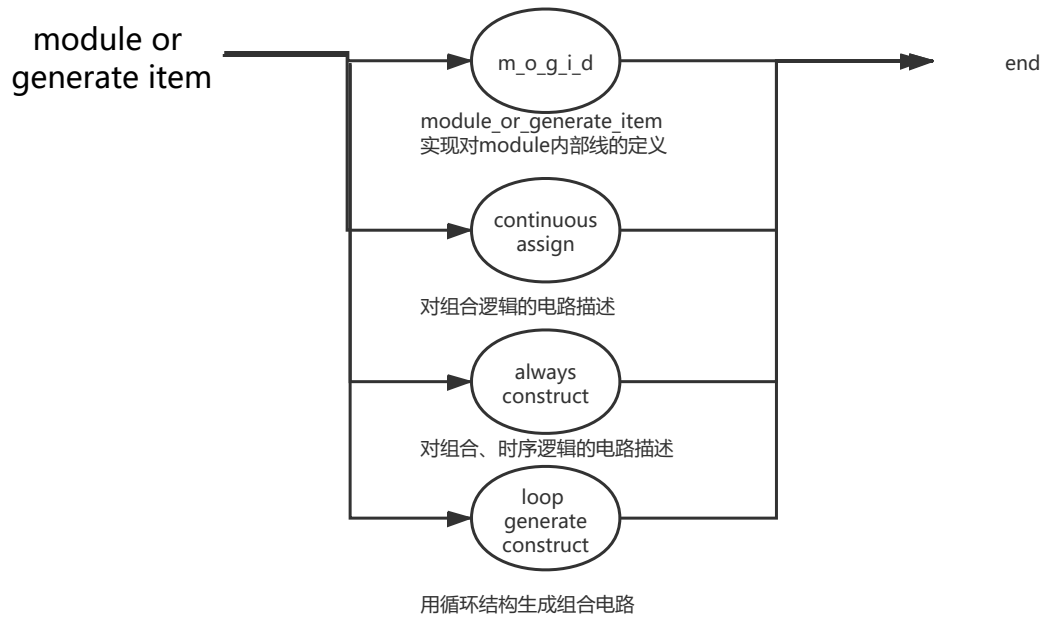 module or
generate item
m_o_g_i_d
end
module_or_generate_item
实现对module内部线的定义
continuous
assign
对组合逻辑的电路描述
always
construct
对组合、时序逻辑的电路描述
loop
generate
construct
用循环结构生成组合电路